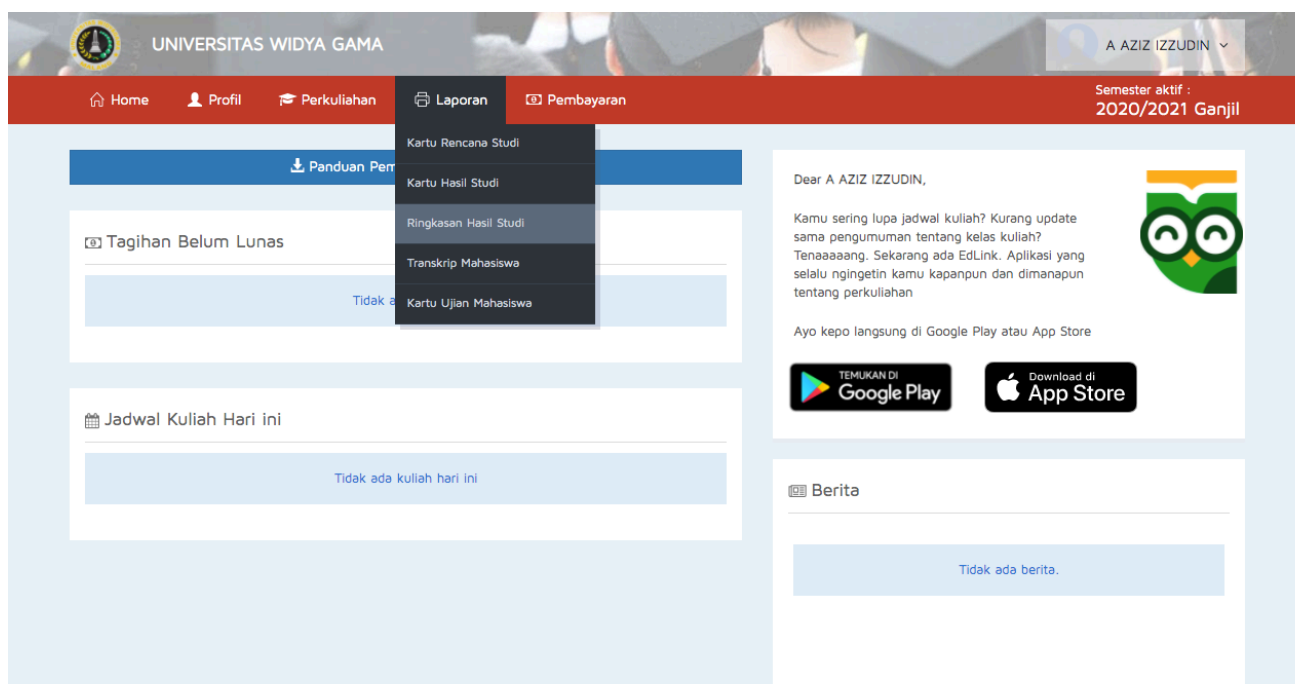 UNIVERSITAS WIDYA GAMA
A AZIZ IZZUDIN
Home
Profil
Perkuliahan
Laporan
Pembayaran
Semester aktif :
2020/2021 Ganjil
Kartu Rencana Studi
Kartu Hasil Studi
Ringkasan Hasil Studi
Transkrip Mahasiswa
Kartu Ujian Mahasiswa
Panduan Pem
Tagihan Belum Lunas
Tidak a
Jadwal Kuliah Hari ini
Tidak ada kuliah hari ini
Dear A AZIZ IZZUDIN,
Kamu sering lupa jadwal kuliah? Kurang update
sama pengumuman tentang kelas kuliah?
Tenaaaaang. Sekarang ada EdLink. Aplikasi yang
selalu ngingetin kamu kapanpun dan dimanapun
tentang perkuliahan
Ayo kepo langsung di Google Play atau App Store
TEMUKAN DI
Google Play
Download di
App Store
Berita
Tidak ada berita.